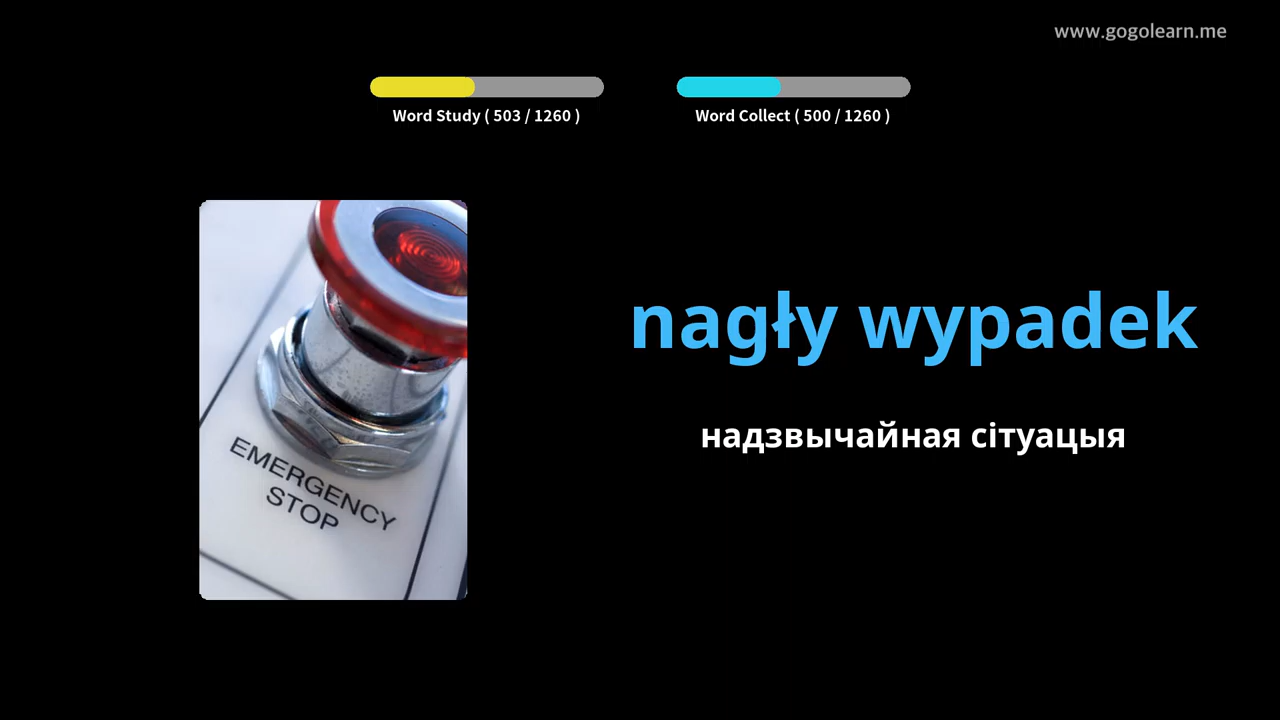 www.gogolearn.me
Word Study ( 503 / 1260 )
Word Collect ( 500 / 1260 )
nagły wypadek
надзвычайная сітуацыя
EMERGENCY
STOP